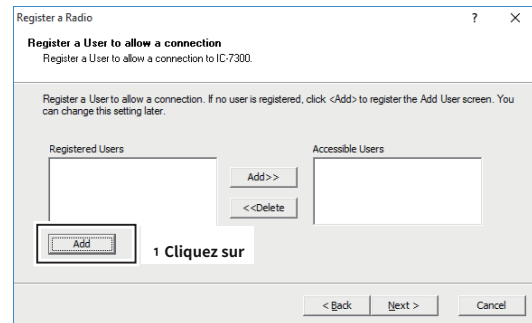 Register a Radio ? X
Register a User to allow a connection
Register a User to allow a connection to IC-7300.
Register a User to allow a connection. If no user is registered, click <Add> to register the Add User screen. You
can change this setting later.
Registered Users
Accessible Users
Add>>
<<Delete
Add
1 Cliquez sur
< Back
Next >
Cancel